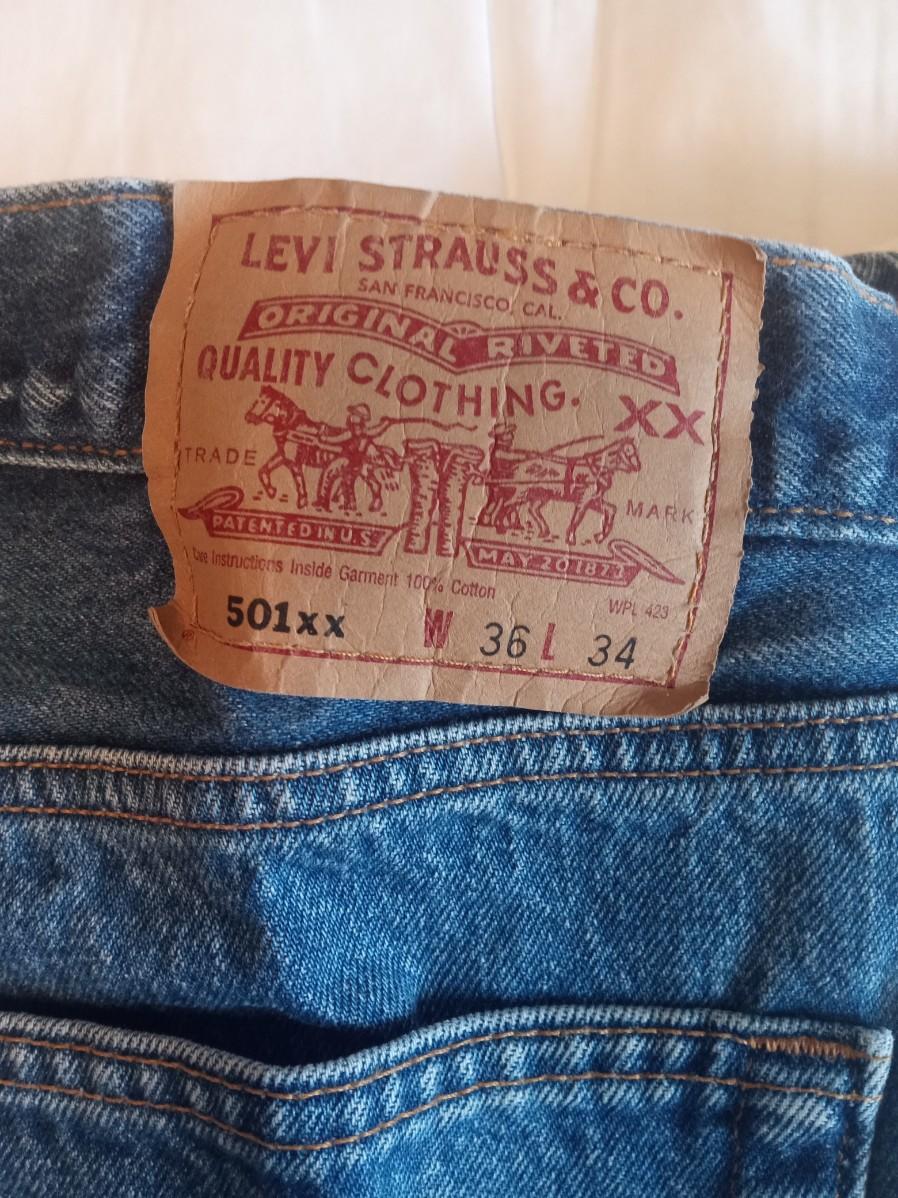 LEVI STRAUSS & CO.
SAN FRANCISCO, CAL.
ORIGINAL RIVETED
QUALITY CLOTHING.
XX
TRADE MARK
PATENTED IN U.S.
MAY 20 1873
Care Instructions Inside Garment 100% Cotton
WPL 423
501xx W 36 L 34